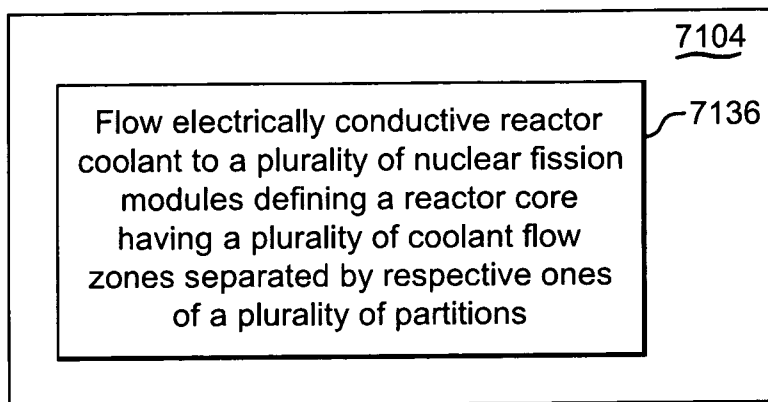 7104
7136
Flow electrically conductive reactor
coolant to a plurality of nuclear fission
modules defining a reactor core
having a plurality of coolant flow
zones separated by respective ones
of a plurality of partitions